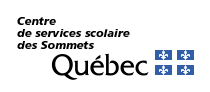 Centre
de services scolaire
des Sommets
Québec